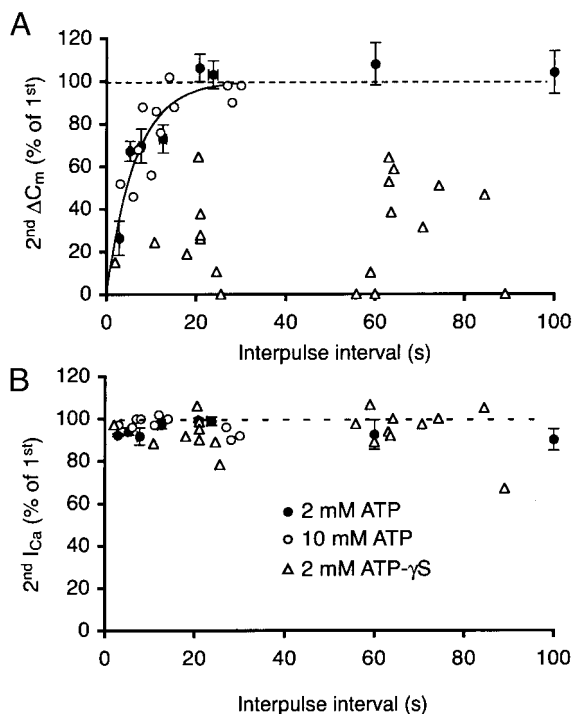 A
120
100
80
60
40
20
0
2nd ΔCm (% of 1st)
0 20 40 60 80 100
Interpulse interval (s)
B
120
100
80
60
40
20
0
2nd ICa (% of 1st)
2 mM ATP
10 mM ATP
2 mM ATP-γS
0 20 40 60 80 100
Interpulse interval (s)